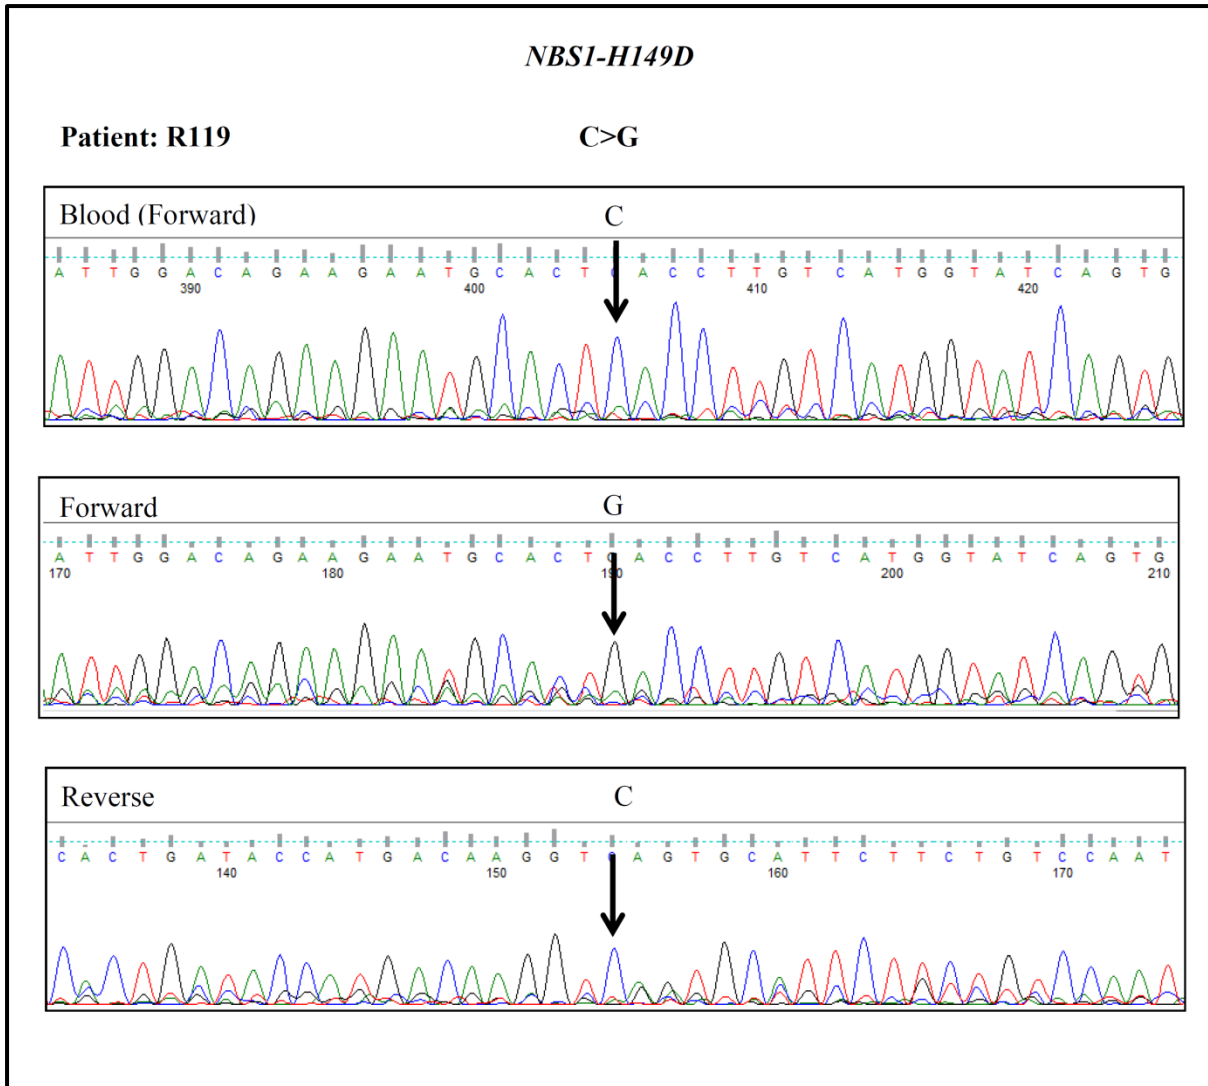 NBS1-H149D
Patient: R119 C>G
Blood (Forward) C
A T T G G A C A G A A G A A T G C A C T C A C C T T G T C A T G G T A T C A G T G
390 400 410 420
Forward G
A T T G G A C A G A A G A A T G C A C T G A C C T T G T C A T G G T A T C A G T G
170 180 190 200 210
Reverse C
C A C T G A T A C C A T G A C A A G G T C A G T G C A T T C T T C T G T C C A A T
140 150 160 170